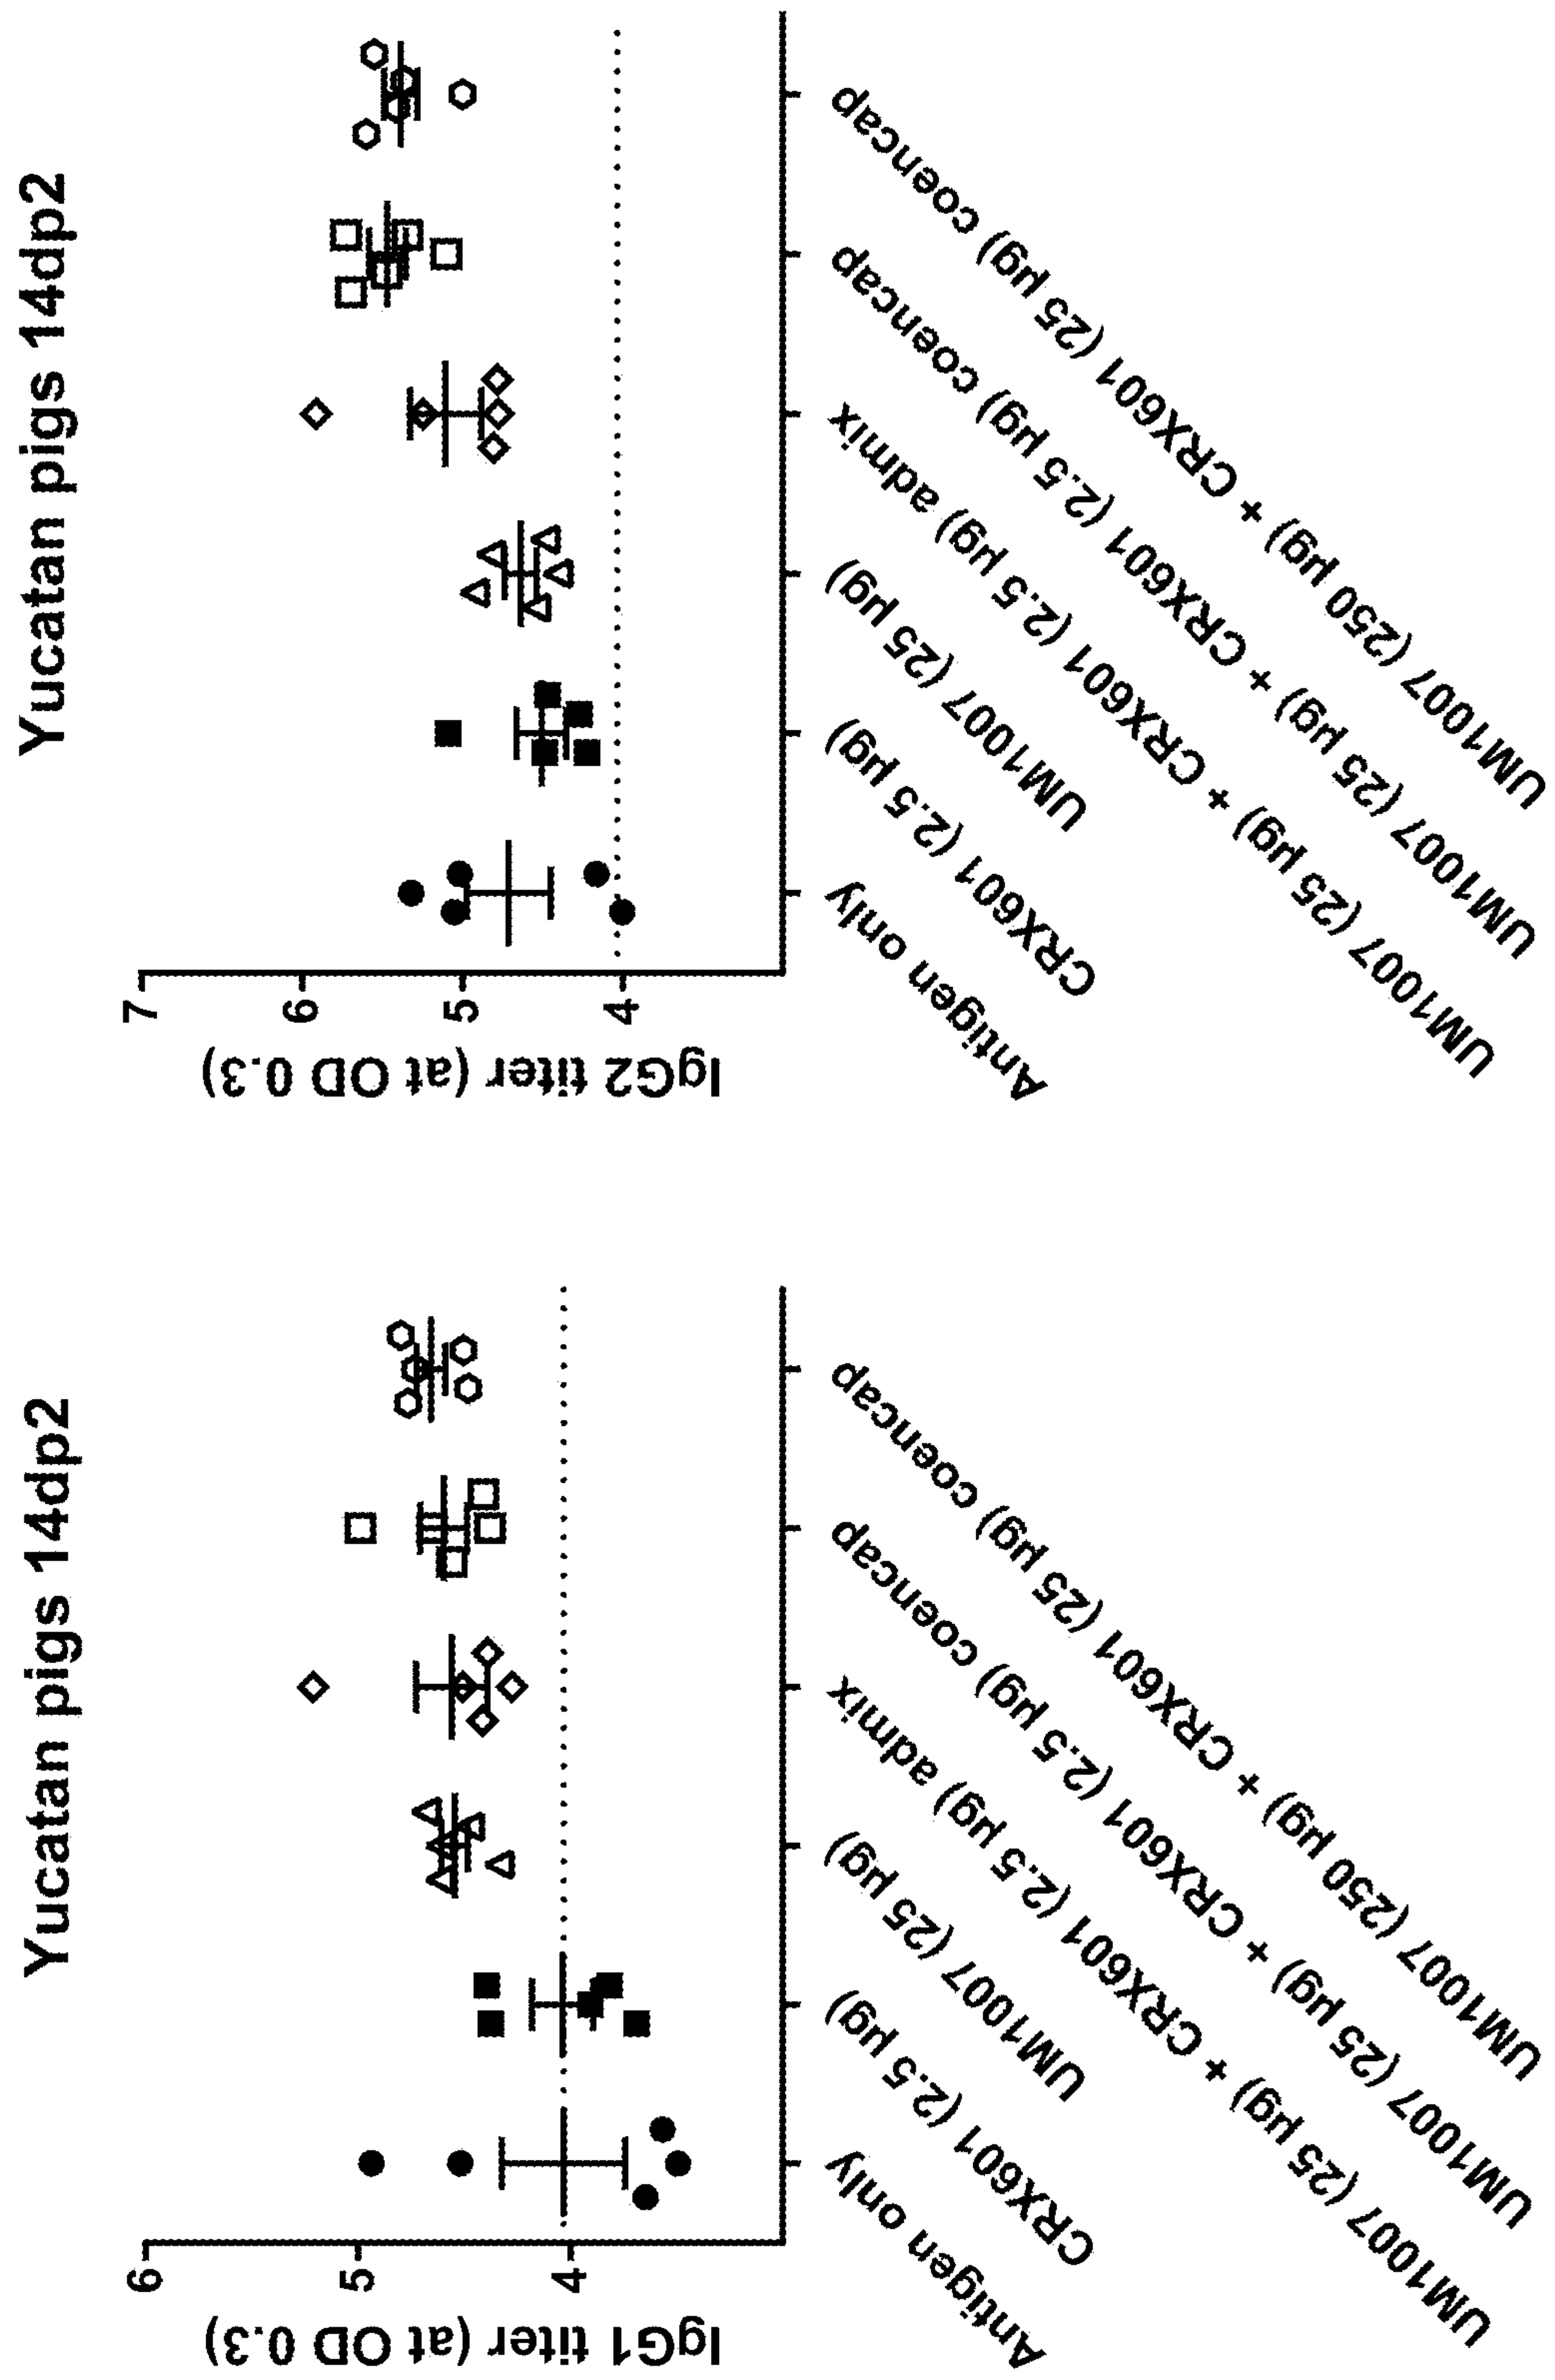 Yucatan pigs 14dp2
IgG1 titer (at OD 0.3)
6
5
4
Antigen only
CRX601 (2.5 µg)
UM1007 (25 µg)
UM1007 (25 µg) + CRX601 (2.5 µg) admix
UM1007 (25 µg) + CRX601 (2.5 µg) coencap
UM1007 (250 µg) + CRX601 (25 µg) coencap
Yucatan pigs 14dp2
IgG2 titer (at OD 0.3)
7
6
5
4
Antigen only
CRX601 (2.5 µg)
UM1007 (25 µg)
UM1007 (25 µg) + CRX601 (2.5 µg) admix
UM1007 (25 µg) + CRX601 (2.5 µg) coencap
UM1007 (250 µg) + CRX601 (25 µg) coencap